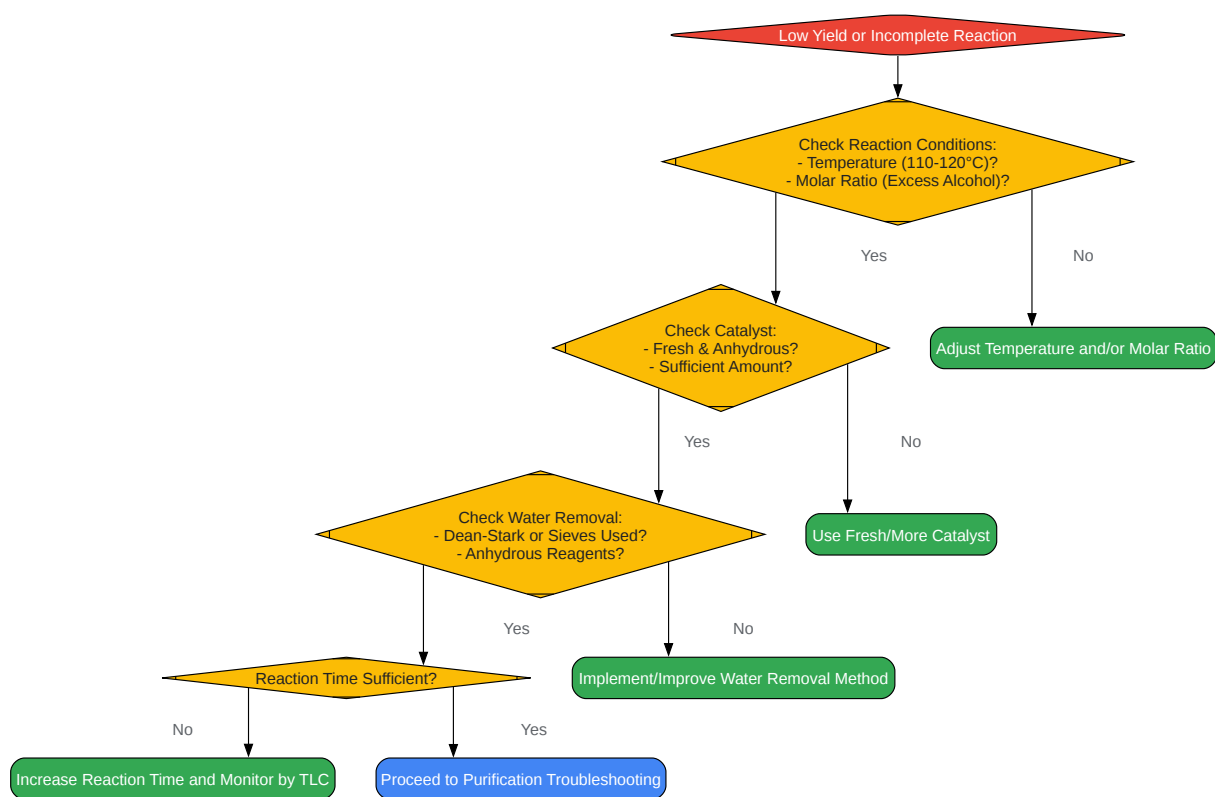 Low Yield or Incomplete Reaction
Check Reaction Conditions:
- Temperature (110-120°C)?
- Molar Ratio (Excess Alcohol)?
Yes
No
Check Catalyst:
- Fresh & Anhydrous?
- Sufficient Amount?
Adjust Temperature and/or Molar Ratio
Yes
No
Check Water Removal:
- Dean-Stark or Sieves Used?
- Anhydrous Reagents?
Use Fresh/More Catalyst
Yes
No
Reaction Time Sufficient?
Implement/Improve Water Removal Method
No
Yes
Increase Reaction Time and Monitor by TLC
Proceed to Purification Troubleshooting